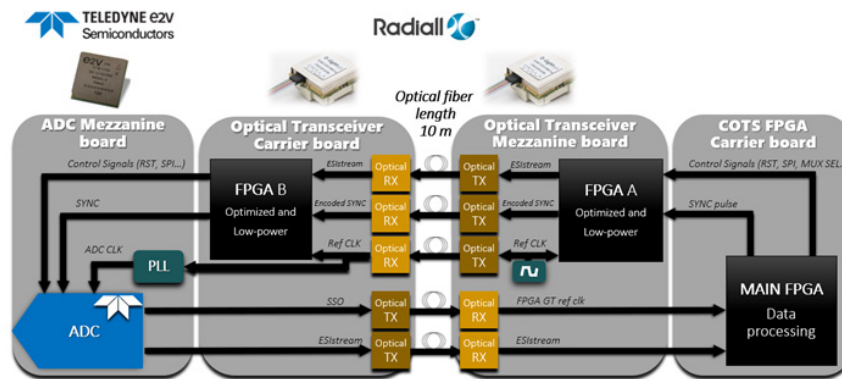 TELEDYNE e2v
Semiconductors
Radiall
e2v
Optical fiber
length
10 m
ADC Mezzanine
board
Optical Transceiver
Carrier board
Optical Transceiver
Mezzanine board
COTS FPGA
Carrier board
Control Signals (RST, SPI...)
ESIstream
Optical
RX
Optical
TX
ESIstream
Control Signals (RST, SPI, MUX SEL...
FPGA B
Optimized and
Low-power
FPGA A
Optimized and
Low-power
SYNC
Encoded SYNC
Optical
RX
Optical
TX
Encoded SYNC
SYNC pulse
ADC CLK
PLL
Ref CLK
Optical
RX
Optical
TX
Ref CLK
MAIN FPGA
Data
processing
ADC
SSO
Optical
TX
Optical
RX
FPGA GT ref clk
ESIstream
Optical
TX
Optical
RX
ESIstream